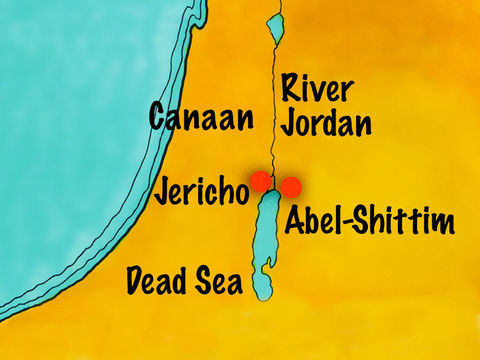 River
Jordan
Canaan
Jericho
Abel-Shittim
Dead Sea